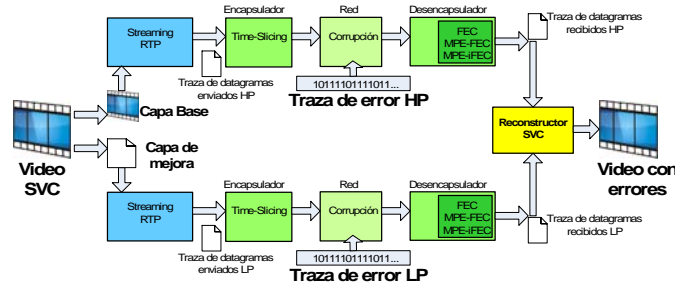 Encapsulador
Red
Desencapsulador
Streaming
RTP
Time-Slicing
Corrupción
FEC
MPE-FEC
MPE-iFEC
Traza de datagramas
recibidos HP
Traza de datagramas
enviados HP
10111101111011...
Traza de error HP
Capa Base
Video
SVC
Capa de
mejora
Reconstructor
SVC
Video con
errores
Encapsulador
Red
Desencapsulador
Streaming
RTP
Time-Slicing
Corrupción
FEC
MPE-FEC
MPE-iFEC
Traza de datagramas
recibidos LP
Traza de datagramas
enviados LP
10111101111011...
Traza de error LP